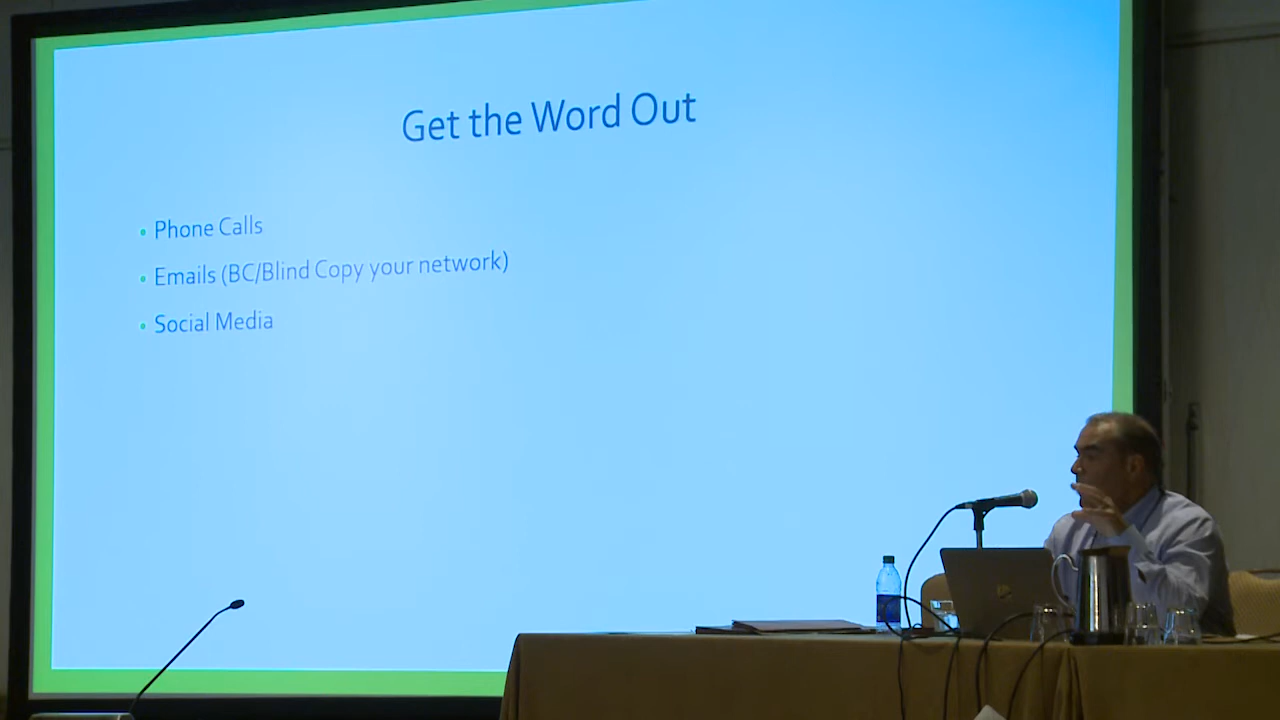 Get the Word Out
• Phone Calls
• Emails (BC/Blind Copy your network)
• Social Media